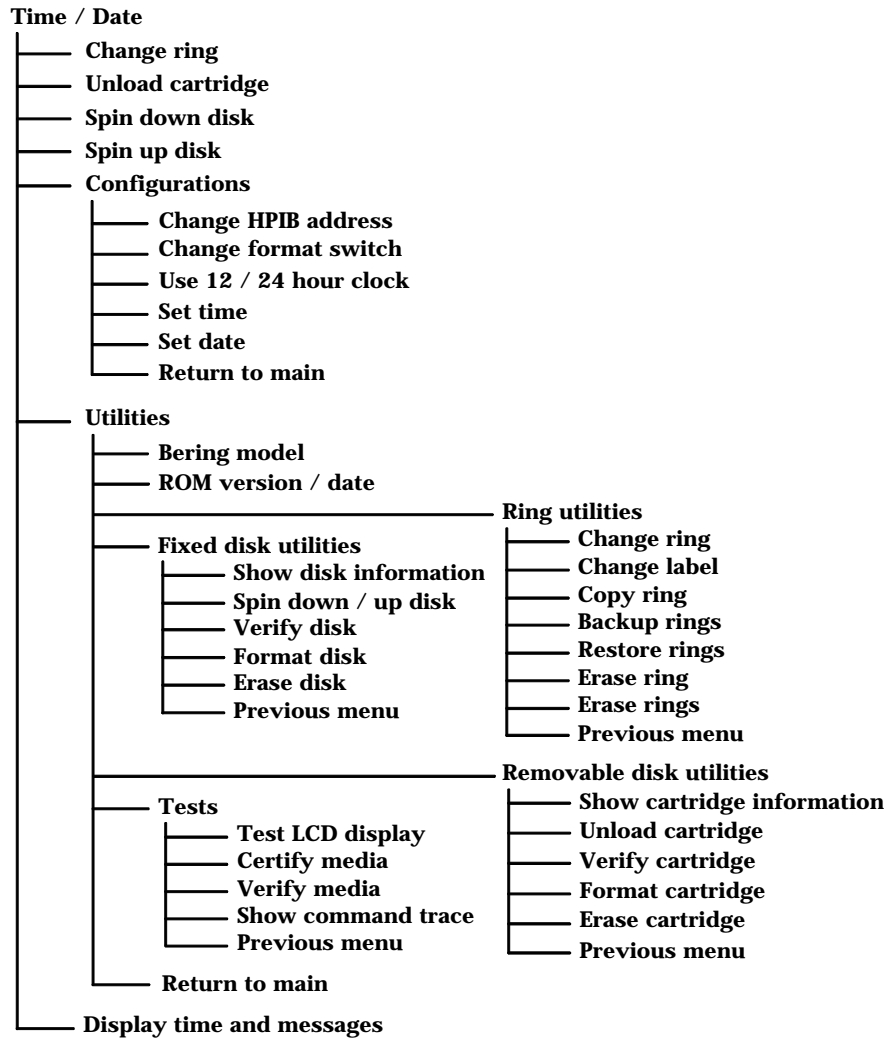 Time / Date
Change ring
Unload cartridge
Spin down disk
Spin up disk
Configurations
Change HPIB address
Change format switch
Use 12 / 24 hour clock
Set time
Set date
Return to main
Utilities
Bering model
ROM version / date
Ring utilities
Change ring
Change label
Copy ring
Backup rings
Restore rings
Erase ring
Erase rings
Previous menu
Fixed disk utilities
Show disk information
Spin down / up disk
Verify disk
Format disk
Erase disk
Previous menu
Removable disk utilities
Show cartridge information
Unload cartridge
Verify cartridge
Format cartridge
Erase cartridge
Previous menu
Tests
Test LCD display
Certify media
Verify media
Show command trace
Previous menu
Return to main
Display time and messages